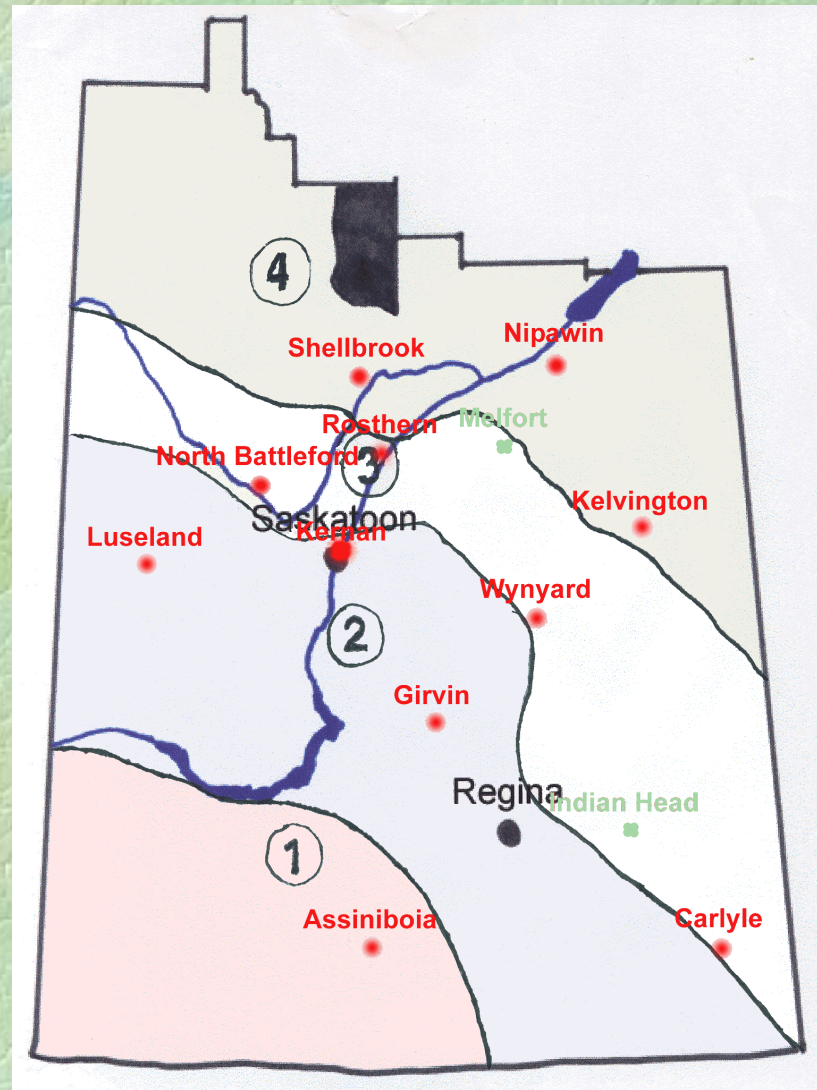 4
Nipawin
Shellbrook
Melfort
Rosthern
North Battleford
3
Kelvington
Saskatoon
Kernan
Luseland
Wynyard
2
Girvin
Regina
Indian Head
1
Assiniboia
Carlyle